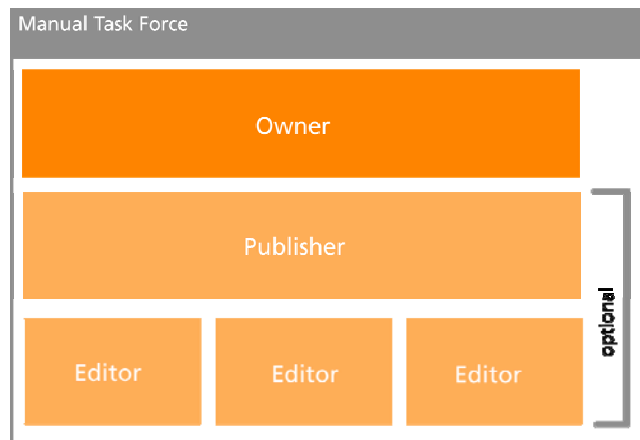 Manual Task Force
Owner
Publisher
optional
Editor
Editor
Editor